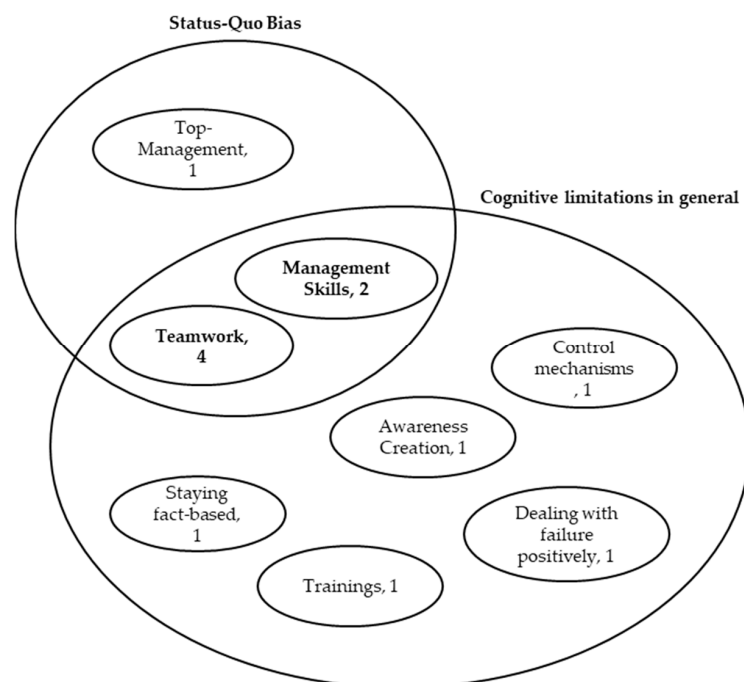 Status-Quo Bias
Top-
Management,
1
Cognitive limitations in general
Management
Skills, 2
Teamwork,
4
Control
mechanisms
, 1
Awareness
Creation, 1
Staying
fact-based,
1
Dealing with
failure
positively, 1
Trainings, 1